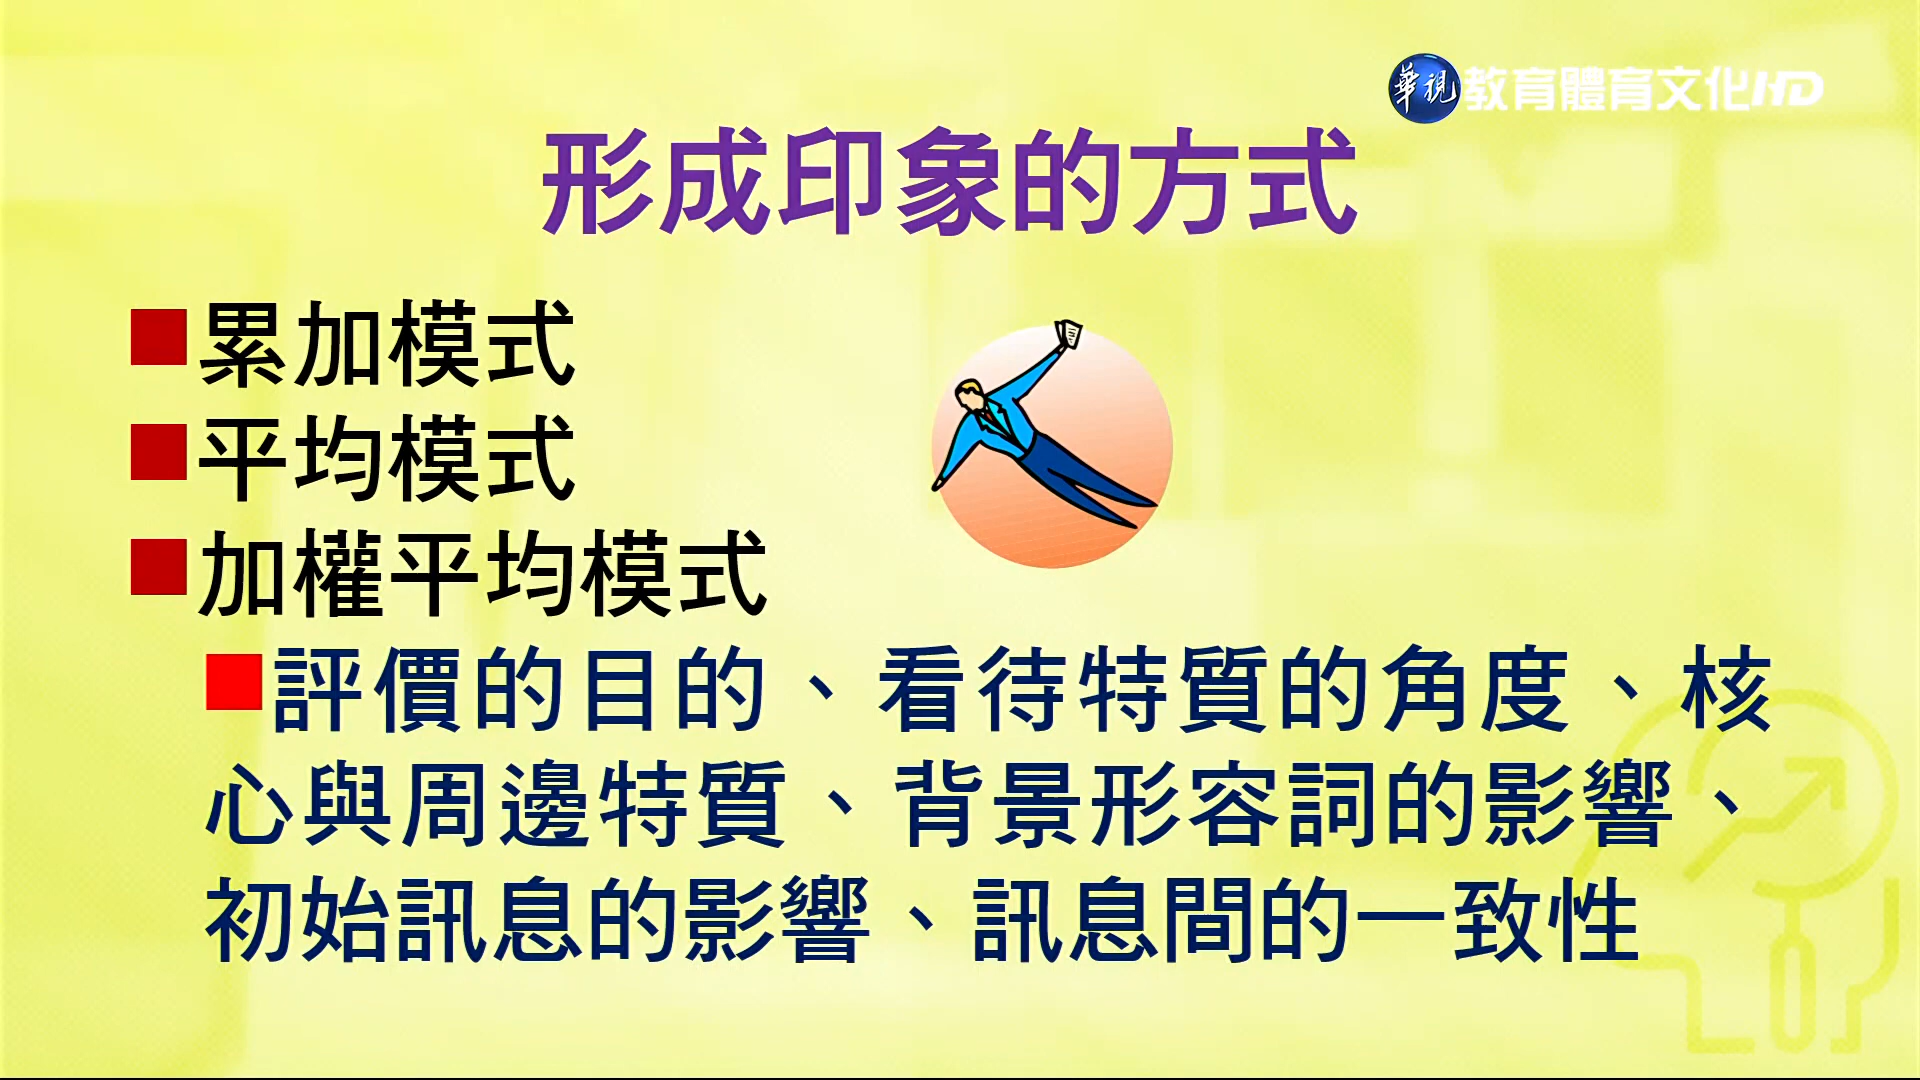 華視 教育體育文化HD
形成印象的方式
累加模式
平均模式
加權平均模式
評價的目的、看待特質的角度、核
心與周邊特質、背景形容詞的影響、
初始訊息的影響、訊息間的一致性